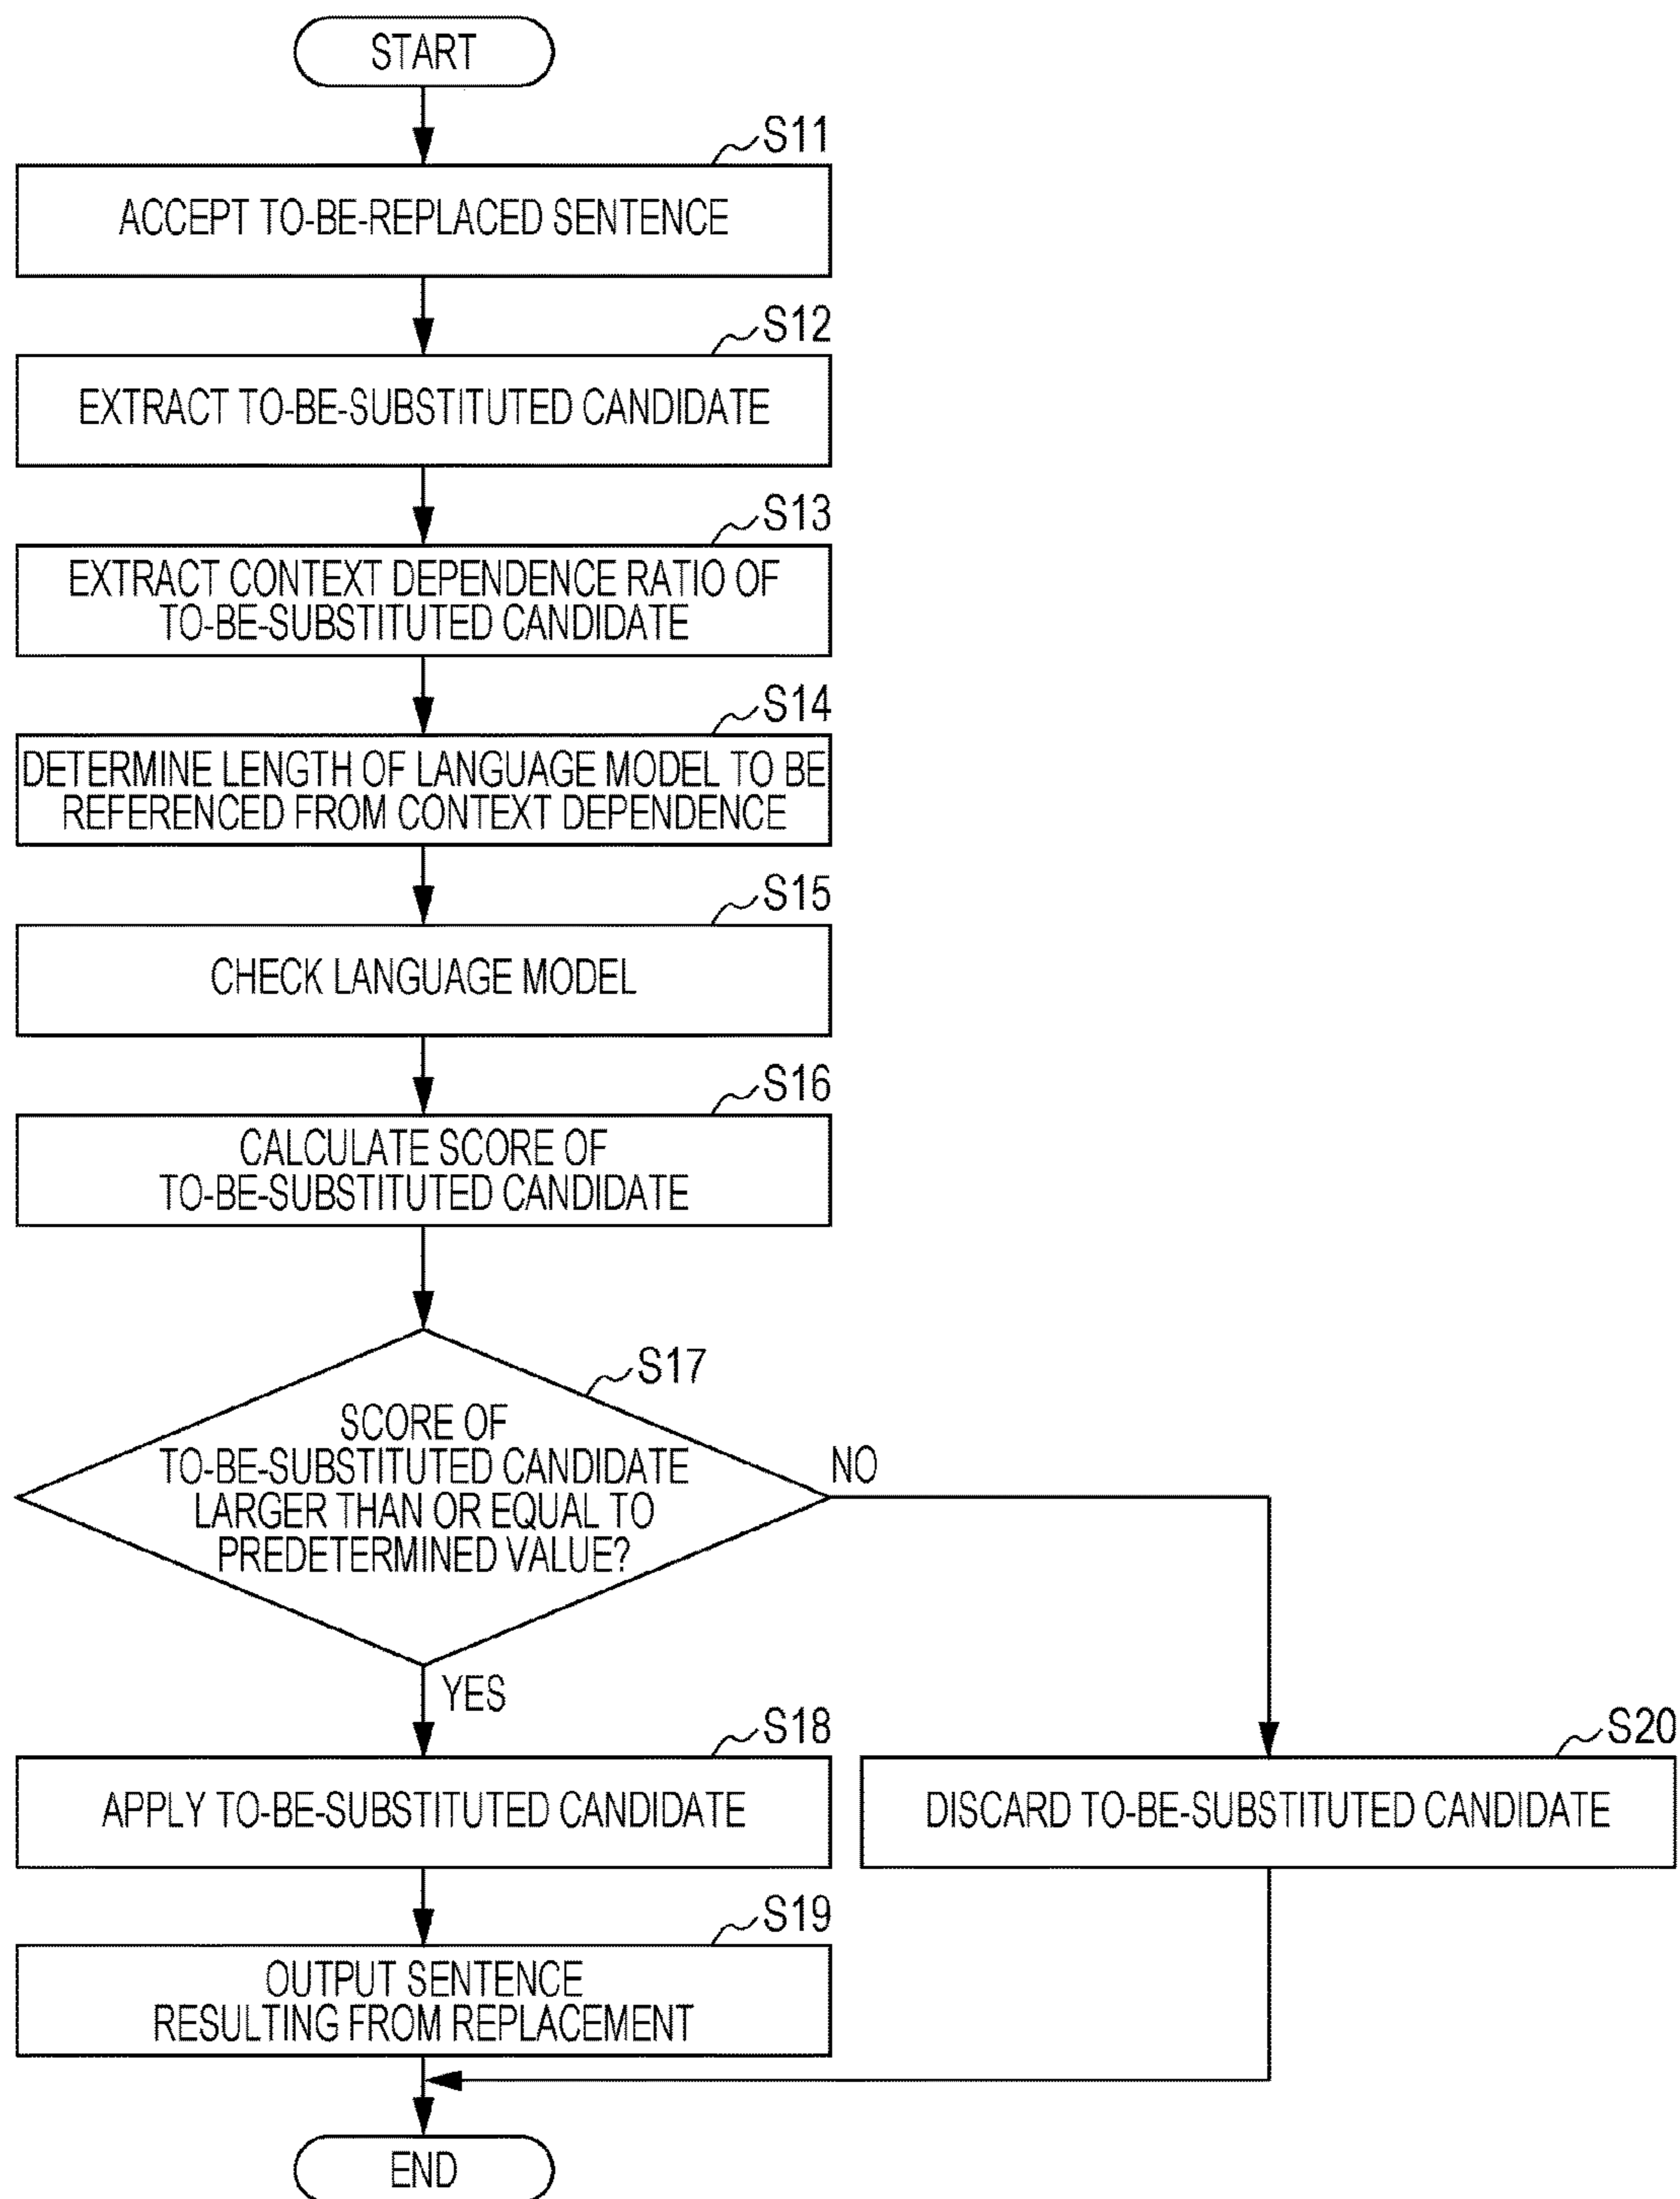 START
S11
ACCEPT TO-BE-REPLACED SENTENCE
S12
EXTRACT TO-BE-SUBSTITUTED CANDIDATE
S13
EXTRACT CONTEXT DEPENDENCE RATIO OF
TO-BE-SUBSTITUTED CANDIDATE
S14
DETERMINE LENGTH OF LANGUAGE MODEL TO BE
REFERENCED FROM CONTEXT DEPENDENCE
S15
CHECK LANGUAGE MODEL
S16
CALCULATE SCORE OF
TO-BE-SUBSTITUTED CANDIDATE
S17
SCORE OF
TO-BE-SUBSTITUTED CANDIDATE
LARGER THAN OR EQUAL TO
PREDETERMINED VALUE?
NO
YES
S18
APPLY TO-BE-SUBSTITUTED CANDIDATE
S20
DISCARD TO-BE-SUBSTITUTED CANDIDATE
S19
OUTPUT SENTENCE
RESULTING FROM REPLACEMENT
END